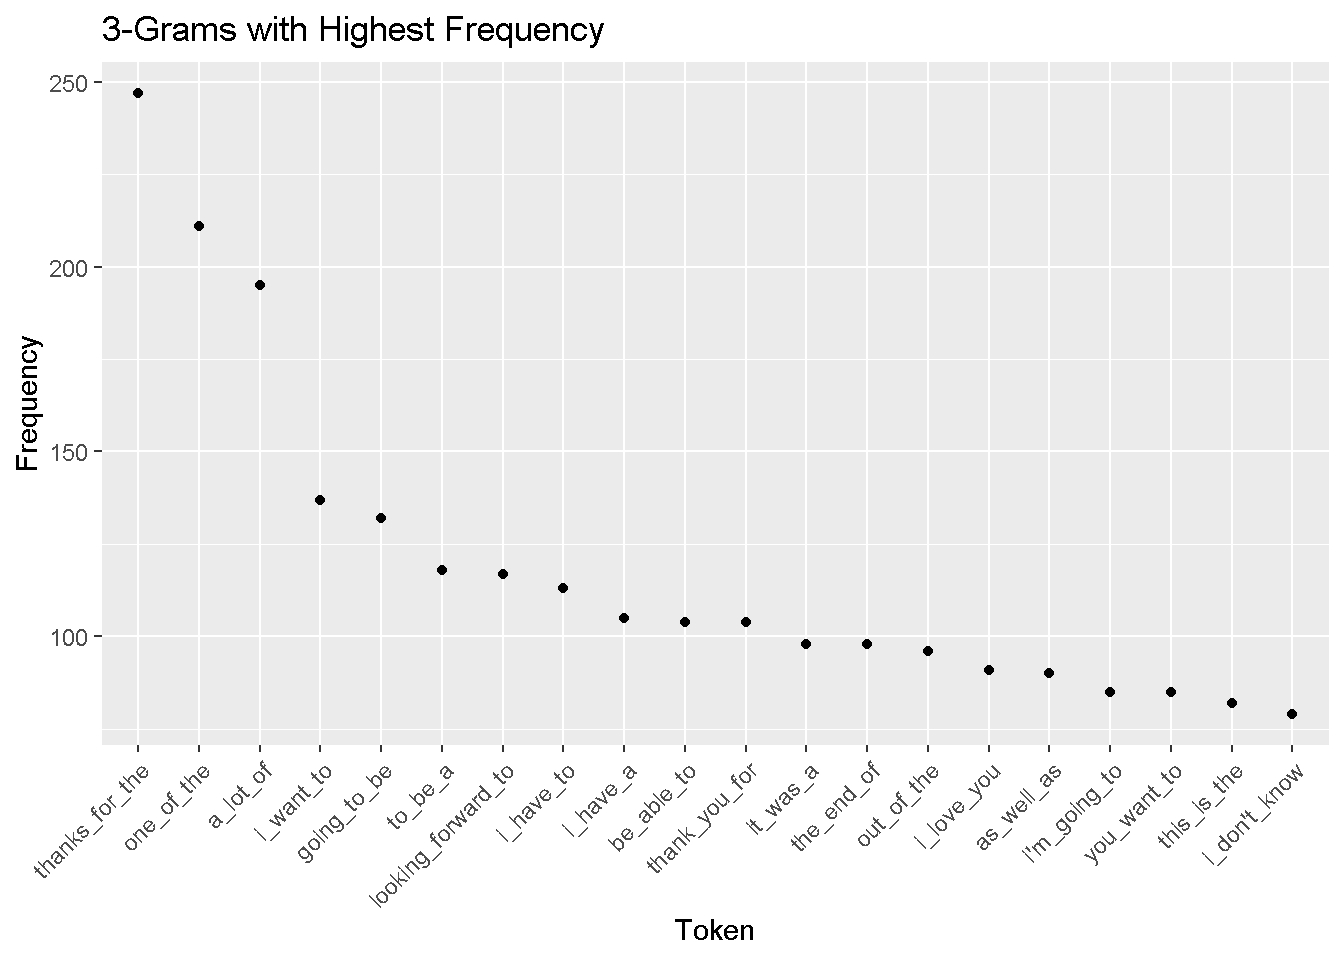 3-Grams with Highest Frequency
250
200
150
100
Frequency
thanks_for_the
one_of_the
a_lot_of
i_want_to
going_to_be
to_be_a
looking_forward_to
i_have_to
i_have_a
be_able_to
thank_you_for
it_was_a
the_end_of
out_of_the
i_love_you
as_well_as
i'm_going_to
you_want_to
this_is_the
i_don't_know
Token